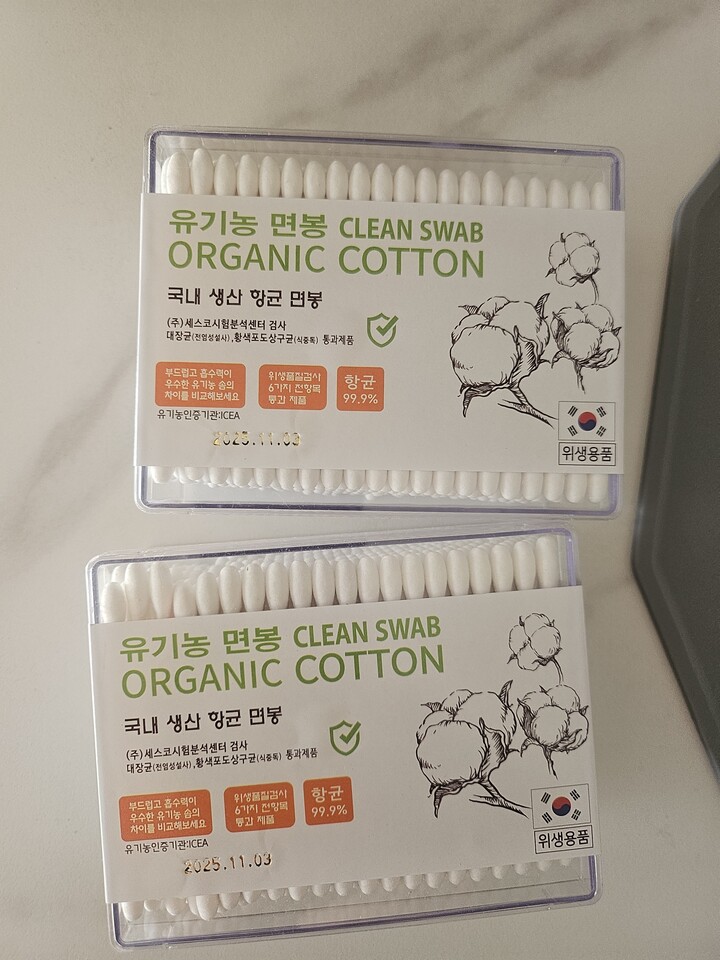 유기농 면봉 CLEAN SWAB
ORGANIC COTTON
국내 생산 항균 면봉
(주)세스코시험분석센터 검사
대장균(전염성설사),황색포도상구균(식중독) 통과제품
부드럽고 흡수력이
우수한 유기농 솜의
차이를 비교해보세요
위생품질검사
6가지 전항목
통과 제품
항균
99.9%
유기농인증기관:ICEA
2025.11.03
위생용품
유기농 면봉 CLEAN SWAB
ORGANIC COTTON
국내 생산 항균 면봉
(주)세스코시험분석센터 검사
대장균(전염성설사),황색포도상구균(식중독) 통과제품
부드럽고 흡수력이
우수한 유기농 솜의
차이를 비교해보세요
위생품질검사
6가지 전항목
통과 제품
항균
99.9%
유기농인증기관:ICEA
2025.11.03
위생용품